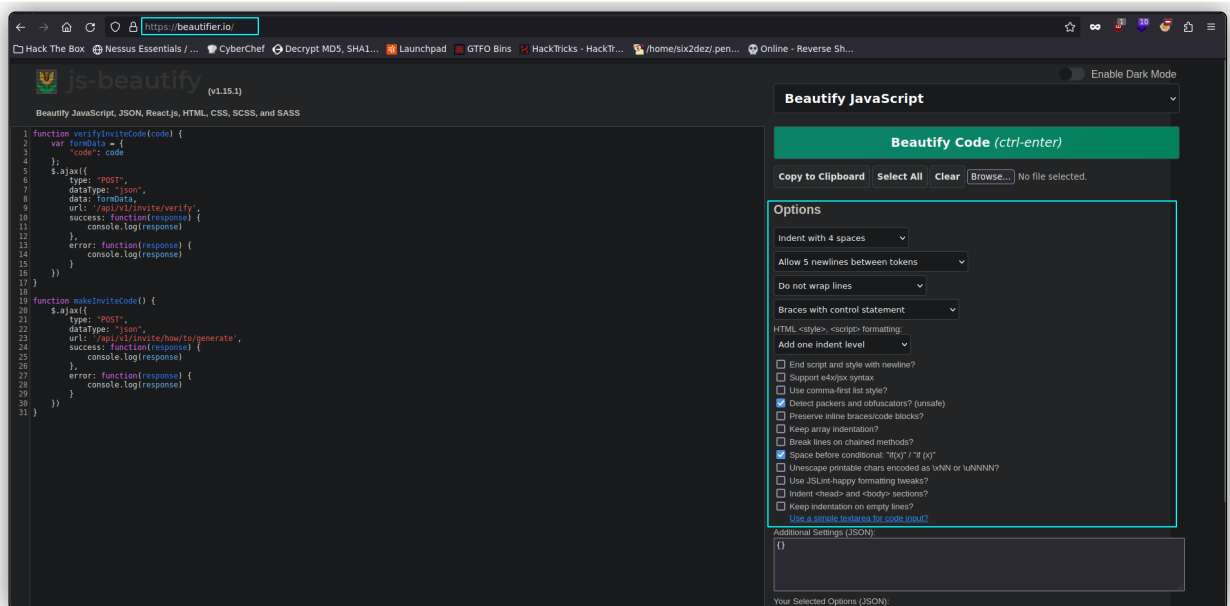 https://beautifier.io/
1
10
Hack The Box
Nessus Essentials / ...
CyberChef
Decrypt MD5, SHA1...
Launchpad
GTFO Bins
HackTricks - HackTr...
/home/six2dez/.pen...
Online - Reverse Sh...
js-beautify (v1.15.1)
Beautify JavaScript, JSON, React.js, HTML, CSS, SCSS, and SASS
1 function verifyInviteCode(code) {
2     var formData = {
3         "code": code
4     };
5     $.ajax({
6         type: "POST",
7         dataType: "json",
8         data: formData,
9         url: '/api/v1/invite/verify',
10         success: function(response) {
11             console.log(response)
12         },
13         error: function(response) {
14             console.log(response)
15         }
16     })
17 }
18
19 function makeInviteCode() {
20     $.ajax({
21         type: "POST",
22         dataType: "json",
23         url: '/api/v1/invite/how/to/generate',
24         success: function(response) {
25             console.log(response)
26         },
27         error: function(response) {
28             console.log(response)
29         }
30     })
31 }
Enable Dark Mode
Beautify JavaScript
Beautify Code (ctrl-enter)
Copy to Clipboard
Select All
Clear
Browse... No file selected.
Options
Indent with 4 spaces
Allow 5 newlines between tokens
Do not wrap lines
Braces with control statement
HTML <style>, <script> formatting:
Add one indent level
End script and style with newline?
Support e4x/jsx syntax
Use comma-first list style?
Detect packers and obfuscators? (unsafe)
Preserve inline braces/code blocks?
Keep array indentation?
Break lines on chained methods?
Space before conditional: "if(x)" / "if (x)"
Unescape printable chars encoded as \xNN or \uNNNN?
Use JSLint-happy formatting tweaks?
Indent <head> and <body> sections?
Keep indentation on empty lines?
Use a simple textarea for code input?
Additional Settings (JSON):
{}
Your Selected Options (JSON):